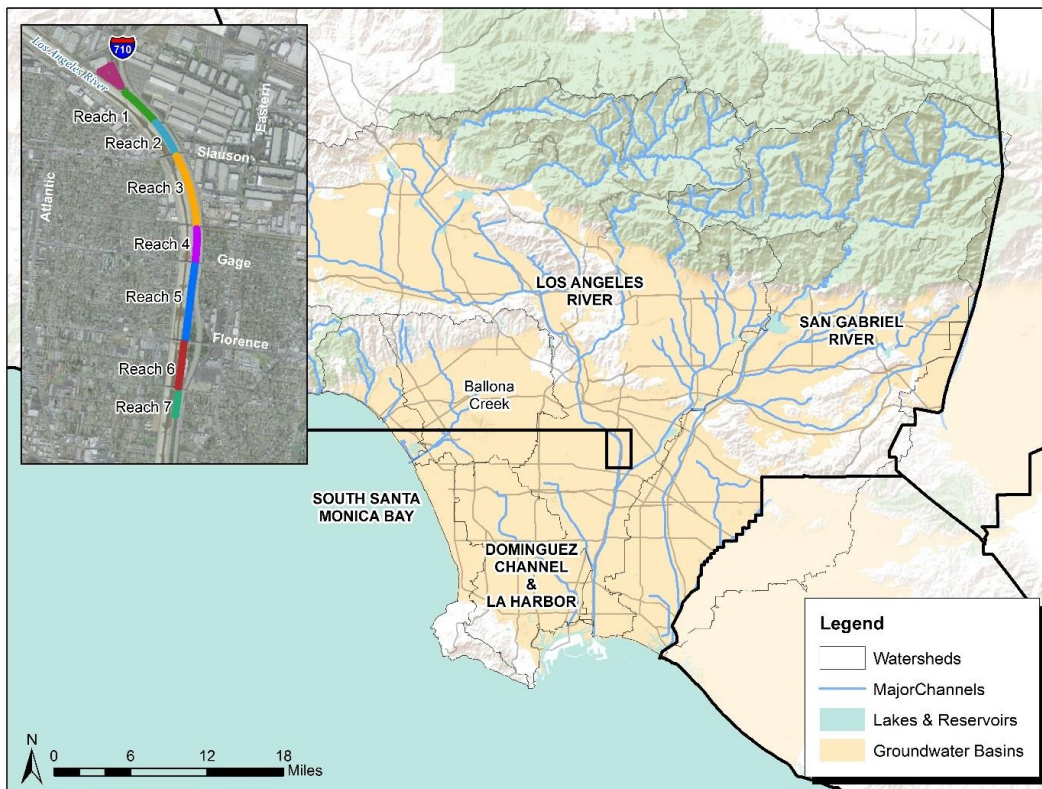 710
Los Angeles River
Eastern
Reach 1
Reach 2
Slauson
Atlantic
Reach 3
Reach 4
Gage
Reach 5
Florence
Reach 6
Reach 7
LOS ANGELES
RIVER
SAN GABRIEL
RIVER
Ballona
Creek
SOUTH SANTA
MONICA BAY
DOMINGUEZ
CHANNEL
&
LA HARBOR
Legend
Watersheds
MajorChannels
Lakes & Reservoirs
Groundwater Basins
N
0 6 12 18
Miles